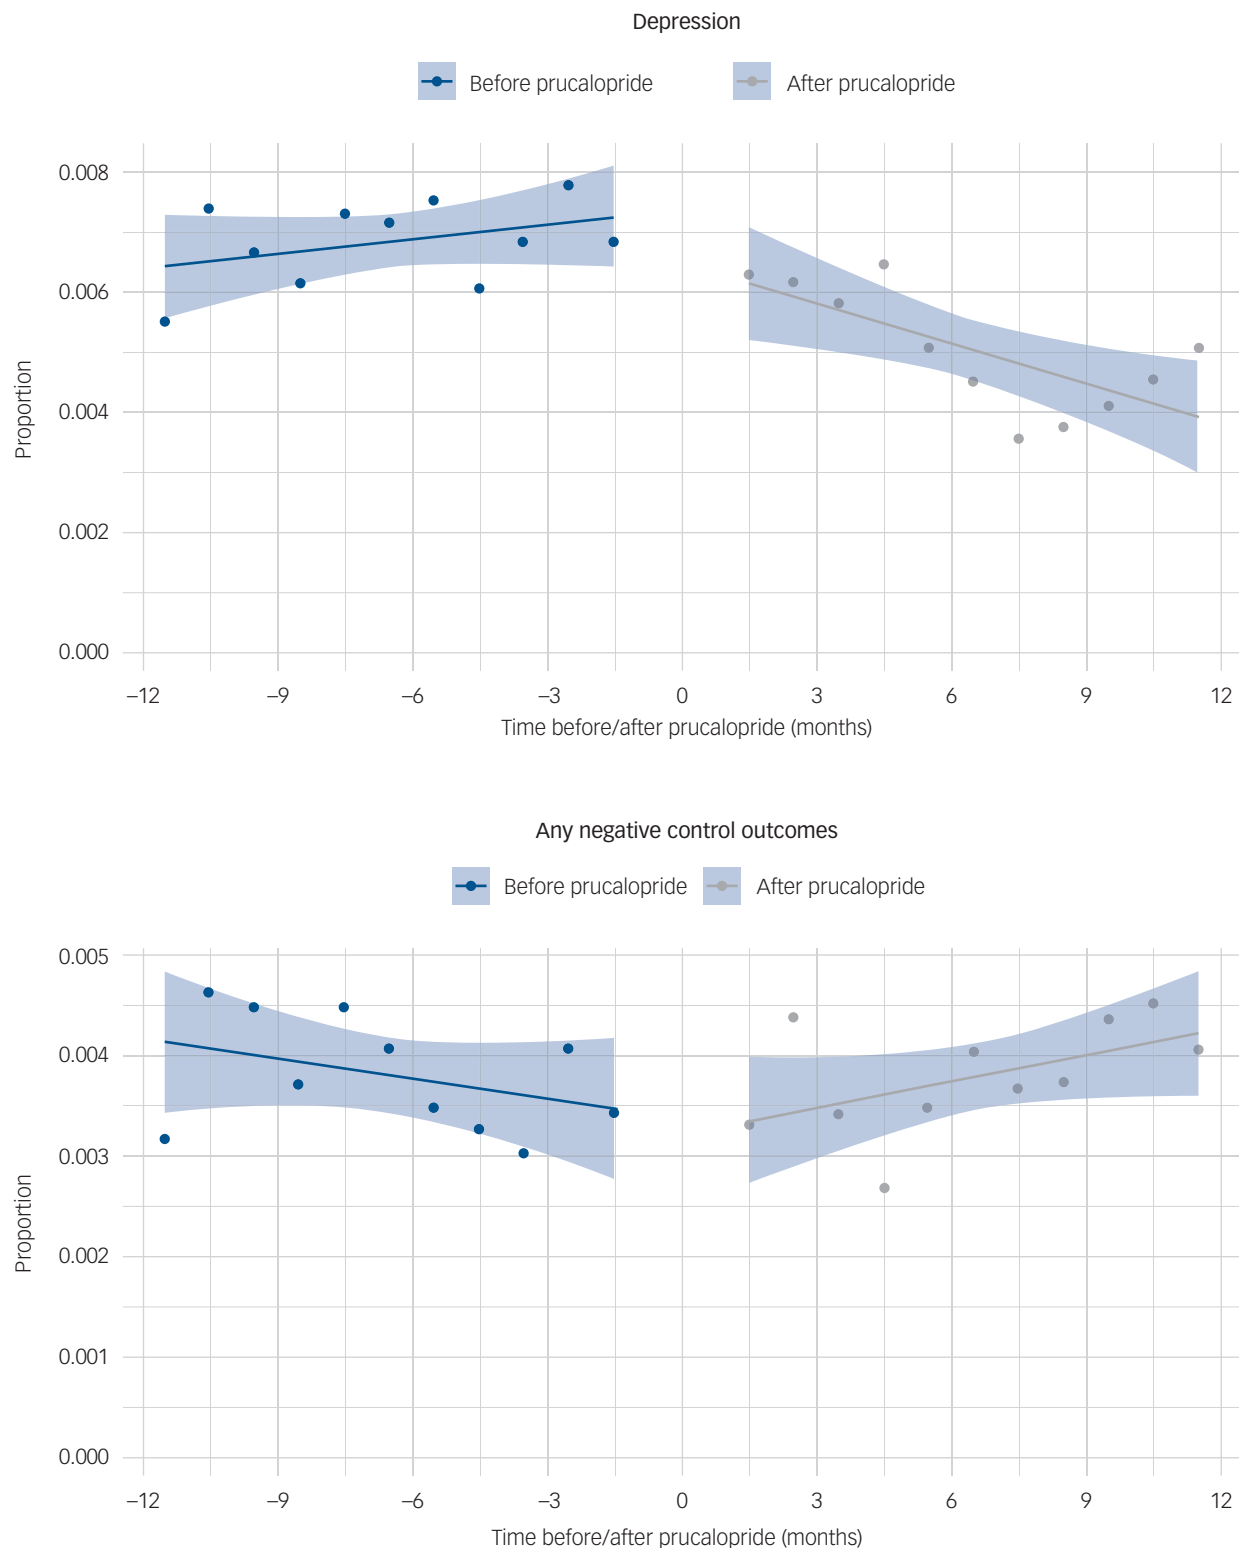 Depression
Before prucalopride After prucalopride
0.008
0.006
0.004
0.002
0.000
Proportion
−12 −9 −6 −3 0 3 6 9 12
Time before/after prucalopride (months)
Any negative control outcomes
Before prucalopride After prucalopride
0.005
0.004
0.003
0.002
0.001
0.000
Proportion
−12 −9 −6 −3 0 3 6 9 12
Time before/after prucalopride (months)